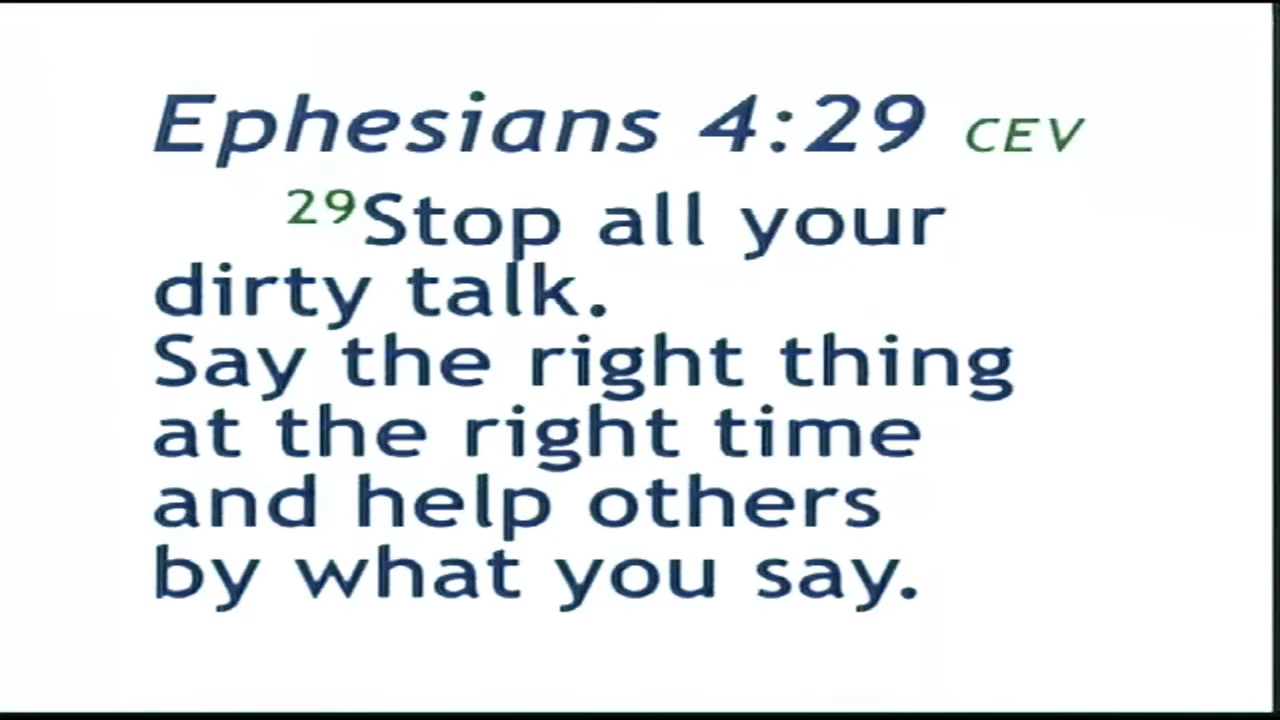 Ephesians 4:29 CEV
29Stop all your
dirty talk.
Say the right thing
at the right time
and help others
by what you say.